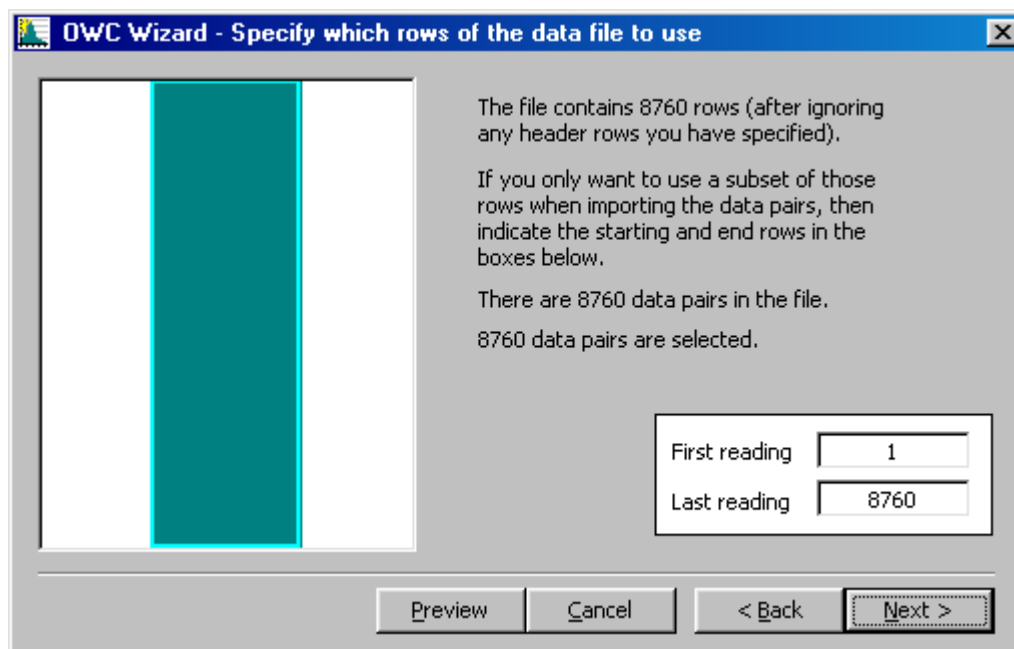 OWC Wizard - Specify which rows of the data file to use
The file contains 8760 rows (after ignoring
any header rows you have specified).
If you only want to use a subset of those
rows when importing the data pairs, then
indicate the starting and end rows in the
boxes below.
There are 8760 data pairs in the file.
8760 data pairs are selected.
First reading 1
Last reading 8760
Preview Cancel < Back Next >